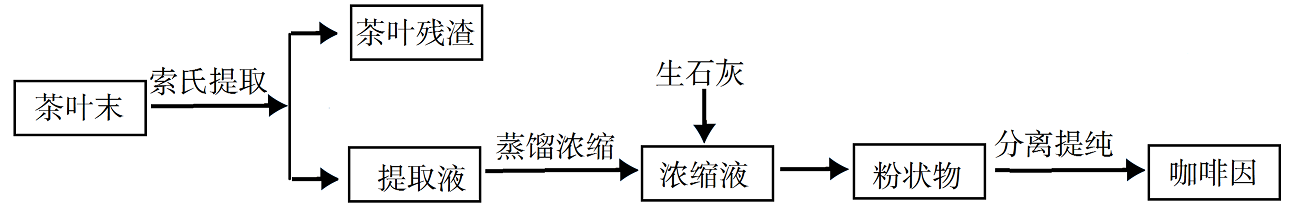 茶叶末
索氏提取
茶叶残渣
提取液
蒸馏浓缩
生石灰
浓缩液
粉状物
分离提纯
咖啡因